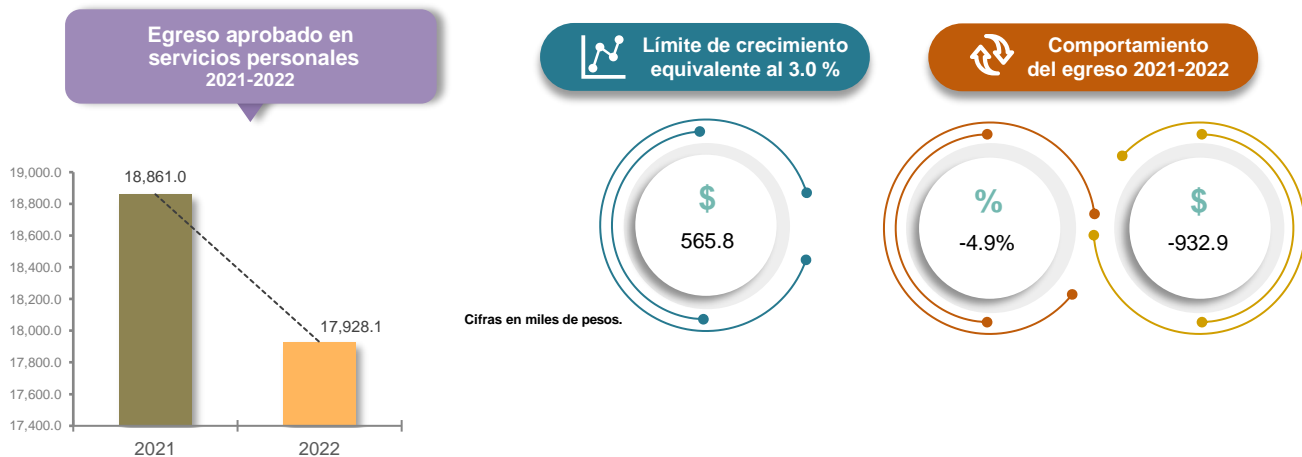 Egreso aprobado en
servicios personales
2021-2022
Límite de crecimiento
equivalente al 3.0 %
Comportamiento
del egreso 2021-2022
19,000.0
18,800.0
18,600.0
18,400.0
18,200.0
18,000.0
17,800.0
17,600.0
17,400.0
18,861.0
17,928.1
2021
2022
$
565.8
%
-4.9%
$
-932.9
Cifras en miles de pesos.